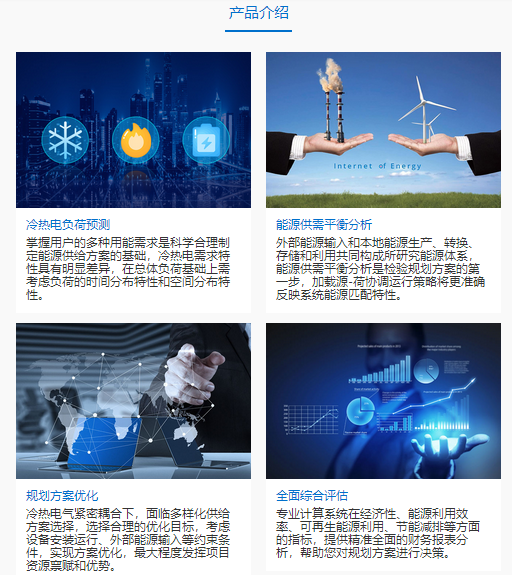 产品介绍
Internet of Energy
冷热电负荷预测
掌握用户的多种用能需求是科学合理制
定能源供给方案的基础，冷热电需求特
性具有明显差异，在总体负荷基础上需
考虑负荷的时间分布特性和空间分布特
性。
能源供需平衡分析
外部能源输入和本地能源生产、转换、
存储和利用共同构成所研究能源体系，
能源供需平衡分析是检验规划方案的第
一步，加载源-荷协调运行策略将更准确
反映系统能源匹配特性。
规划方案优化
冷热电气紧密耦合下，面临多样化供给
方案选择，选择合理的优化目标，考虑
设备安装运行、外部能源输入等约束条
件，实现方案优化，最大程度发挥项目
资源禀赋和优势。
全面综合评估
专业计算系统在经济性、能源利用效
率、可再生能源利用、节能减排等方面
的指标，提供精准全面的财务报表分
析，帮助您对规划方案进行决策。